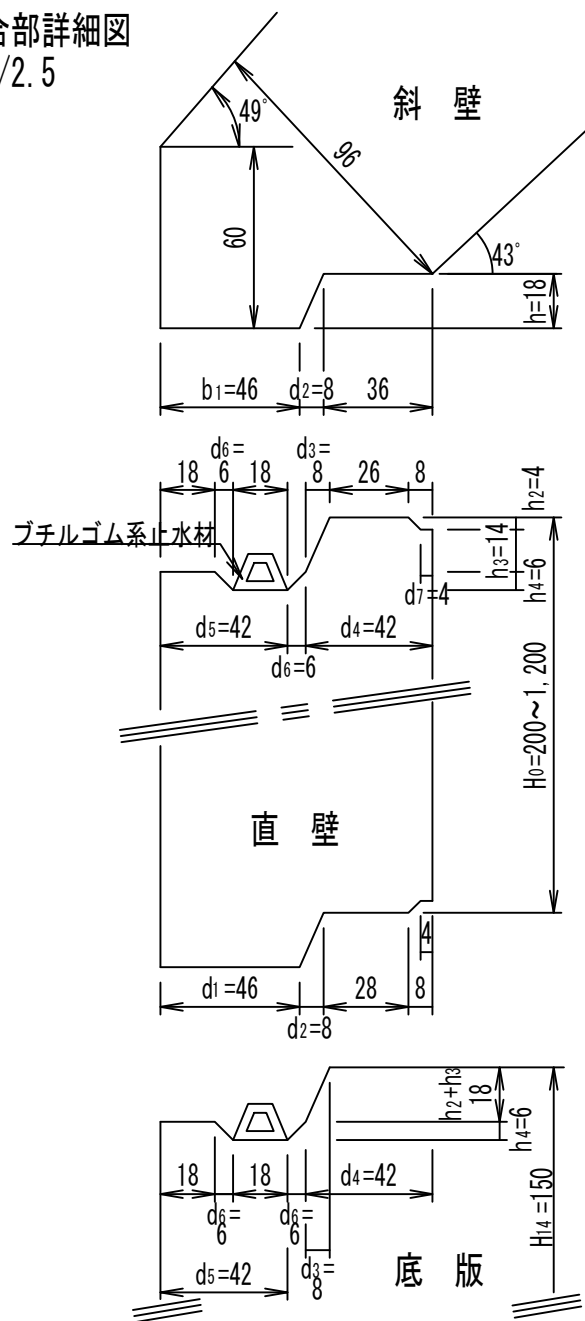 合部詳細図
/2.5
49°
斜 壁
96
60
43°
h=18
b1=46
d2=8
36
d6=
6
d3=
8
18
18
26
8
h2=4
ブチルゴム系止水材
h3=14
h4=6
d7=4
d5=42
d4=42
d6=6
H0=200~1,200
直 壁
4
d1=46
28
8
d2=8
h2+h3
18
h4=6
18
18
d4=42
d6=
6
d6=
6
H14=150
d5=42
d3=
8
底 版